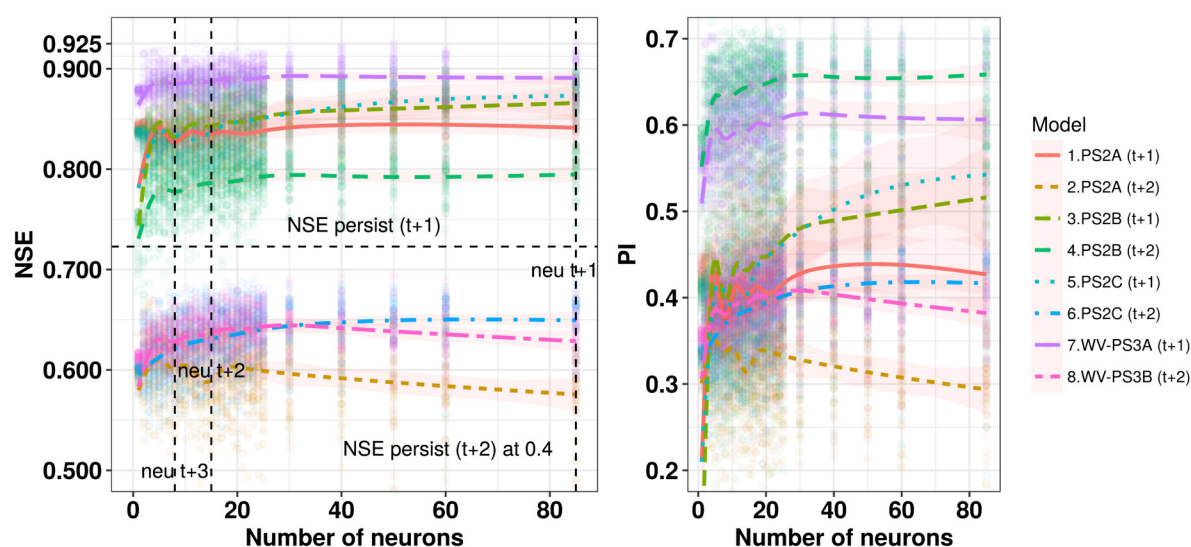 NSE
0.925
0.900
0.800
0.700
0.600
0.500
NSE persist (t+1)
neu t+1
neu t+2
NSE persist (t+2) at 0.4
neu t+3
0
20
40
60
80
Number of neurons
PI
0.7
0.6
0.5
0.4
0.3
0.2
0
20
40
60
80
Number of neurons
Model
1.PS2A (t+1)
2.PS2A (t+2)
3.PS2B (t+1)
4.PS2B (t+2)
5.PS2C (t+1)
6.PS2C (t+2)
7.WV-PS3A (t+1)
8.WV-PS3B (t+2)